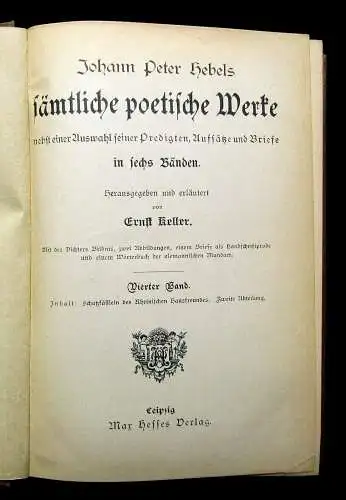 Johann Peter Hebels
sämtliche poetische Werke
nebst einer Auswahl seiner Predigten, Aufsätze und Briefe
in sechs Bänden.
Herausgegeben und erläutert
von
Ernst Keller.
Mit des Dichters Bildnis, zwei Abbildungen, einem Briefe als Handschriftprobe
und einem Wörterbuch der alemannischen Mundart.
Vierter Band.
Inhalt: Schatzkästlein des Rheinischen Hausfreundes. Zweite Abteilung.
Leipzig
Max Hesses Verlag.